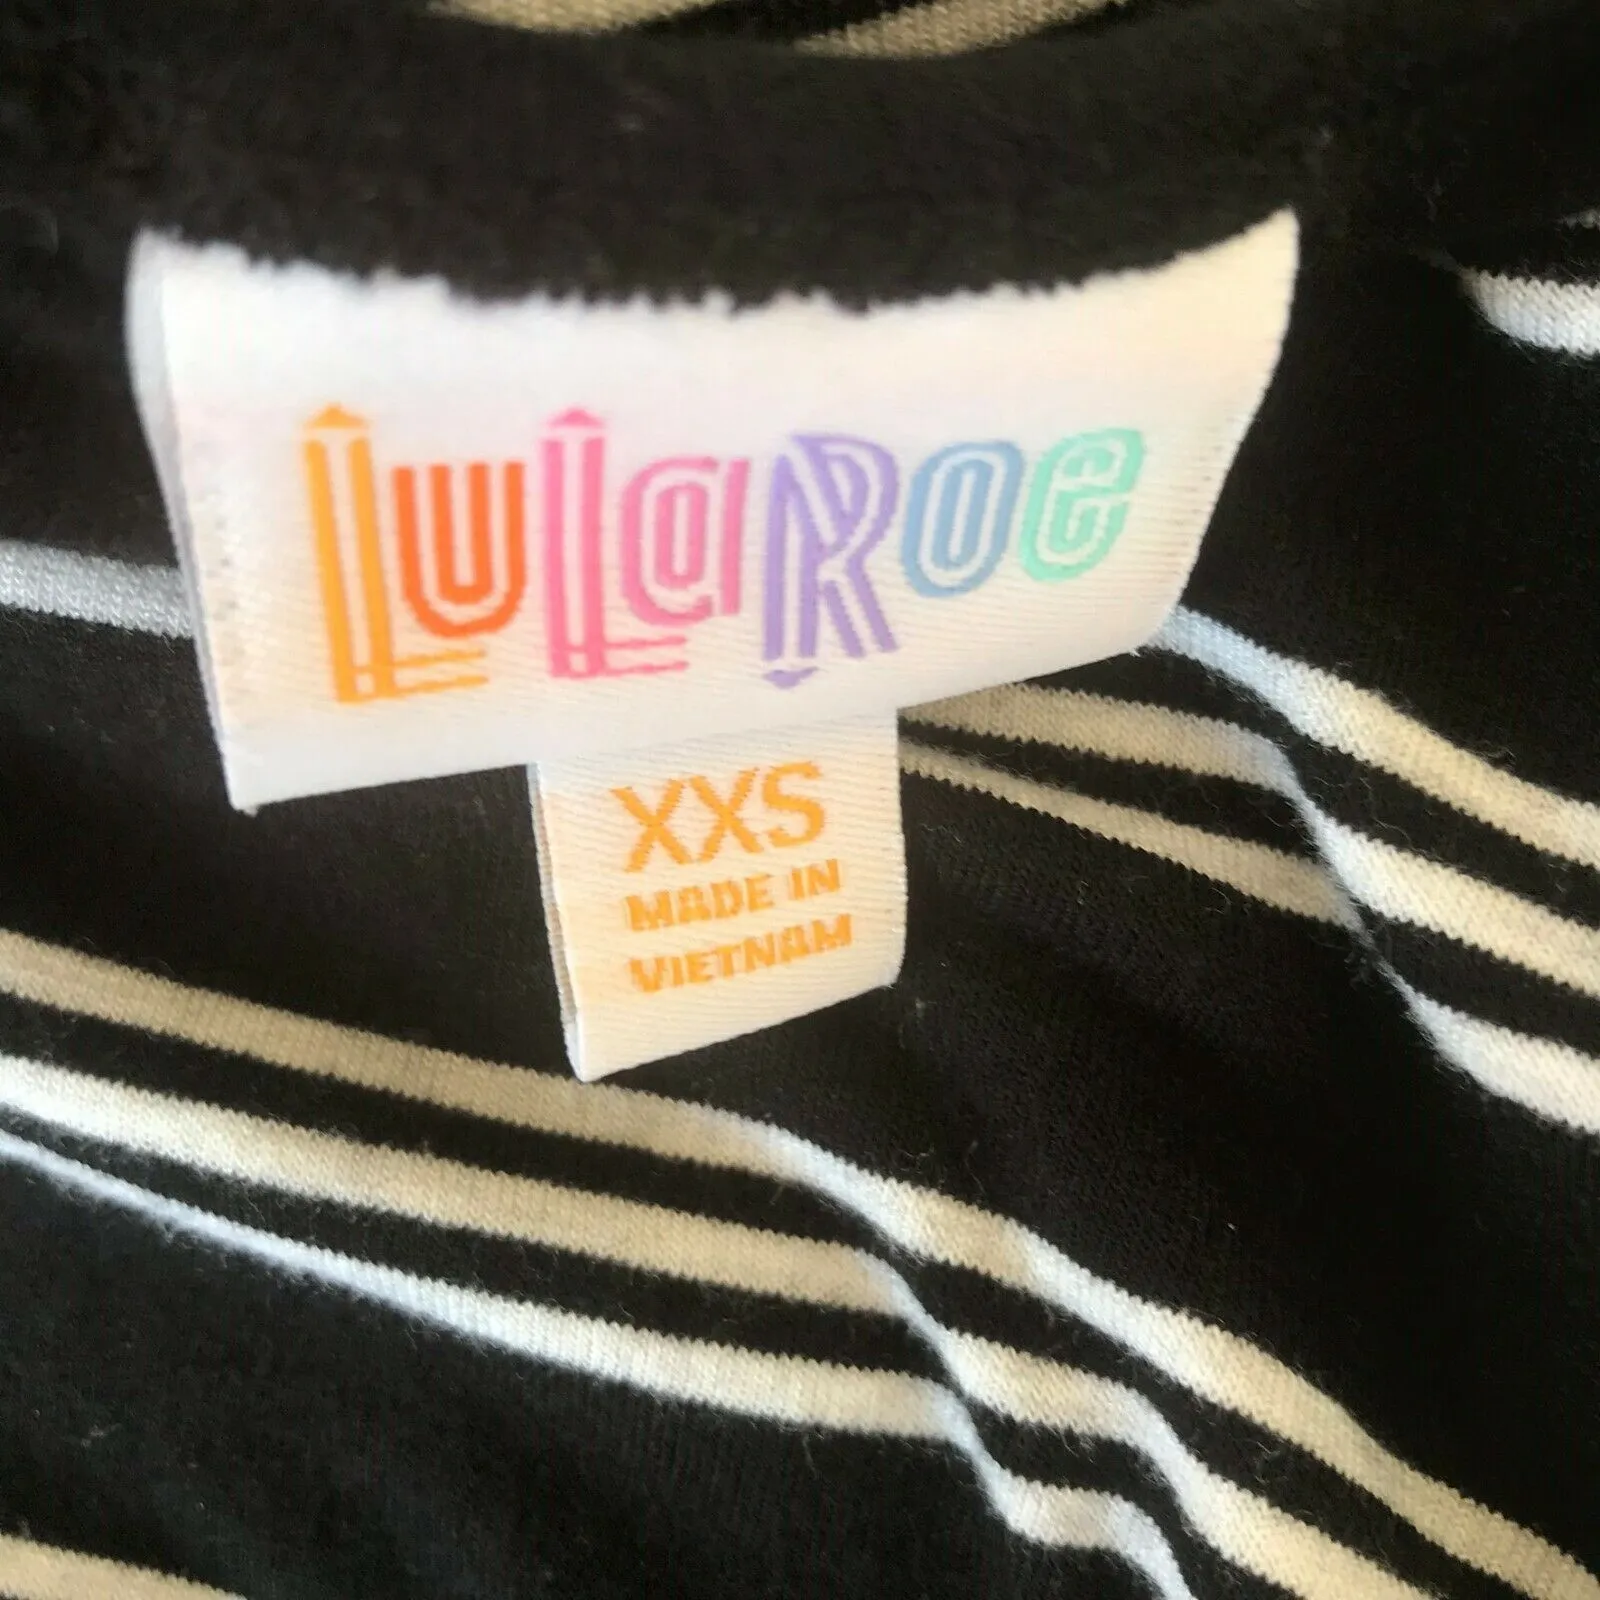 LuLaRoe
XXS
MADE IN
VIETNAM